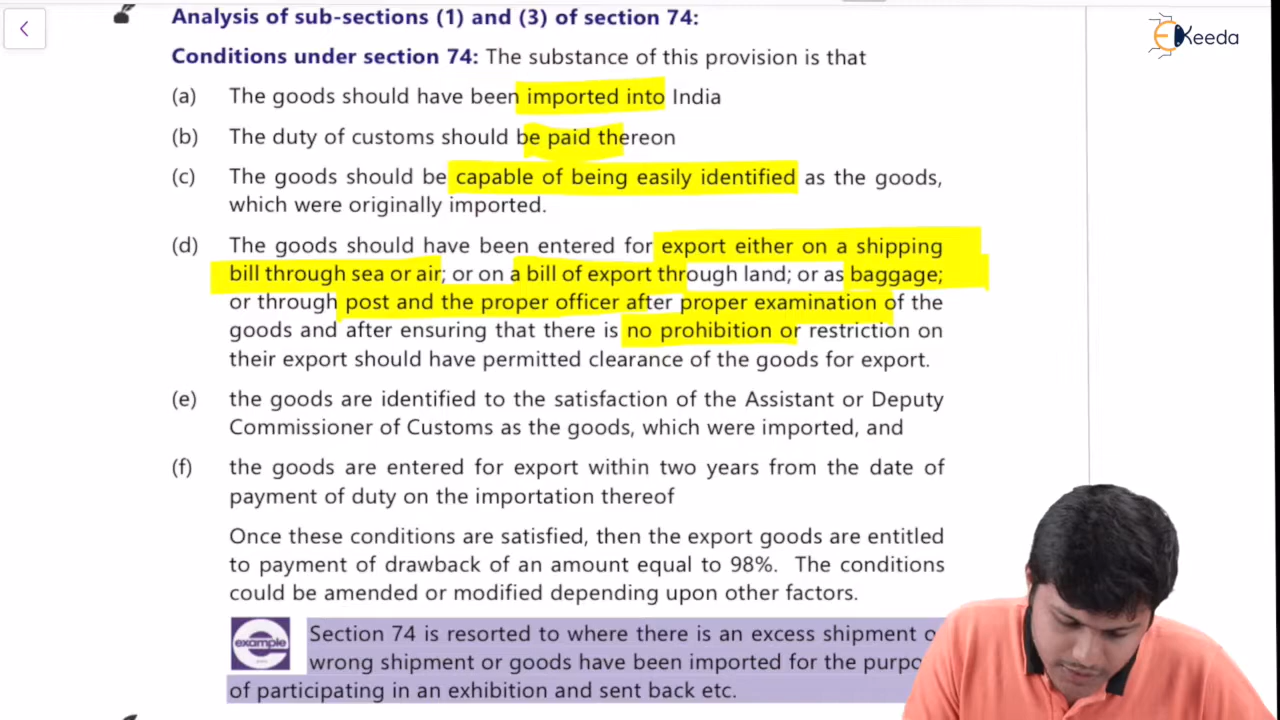 Analysis of sub-sections (1) and (3) of section 74:
Keeda
Conditions under section 74: The substance of this provision is that
(a) The goods should have been imported into India
(b) The duty of customs should be paid thereon
(c) The goods should be capable of being easily identified as the goods,
which were originally imported.
(d) The goods should have been entered for export either on a shipping
bill through sea or air; or on a bill of export through land; or as baggage;
or through post and the proper officer after proper examination of the
goods and after ensuring that there is no prohibition or restriction on
their export should have permitted clearance of the goods for export.
(e) the goods are identified to the satisfaction of the Assistant or Deputy
Commissioner of Customs as the goods, which were imported, and
(f) the goods are entered for export within two years from the date of
payment of duty on the importation thereof
Once these conditions are satisfied, then the export goods are entitled
to payment of drawback of an amount equal to 98%. The conditions
could be amended or modified depending upon other factors.
example
Section 74 is resorted to where there is an excess shipment
wrong shipment or goods have been imported for the
of participating in an exhibition and sent back etc.